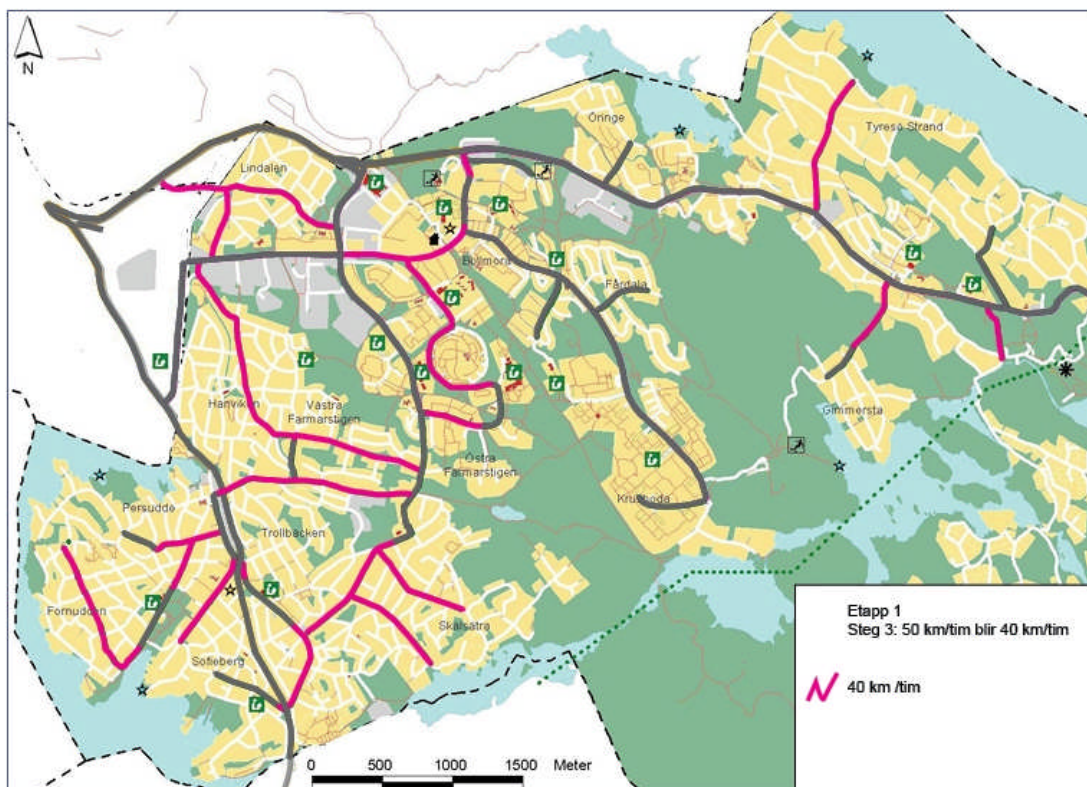 N
Öringe
Tyresö Strand
Lindalen
Bollmora
Fårdala
Hanviken
Västra
Farmarstigen
Gimmersta
Östra
Farmarstigen
Krusboda
Persudde
Trollbäcken
Fornudden
Skälsätra
Sofieberg
Etapp 1
Steg 3: 50 km/tim blir 40 km/tim
40 km /tim
0 500 1000 1500 Meter